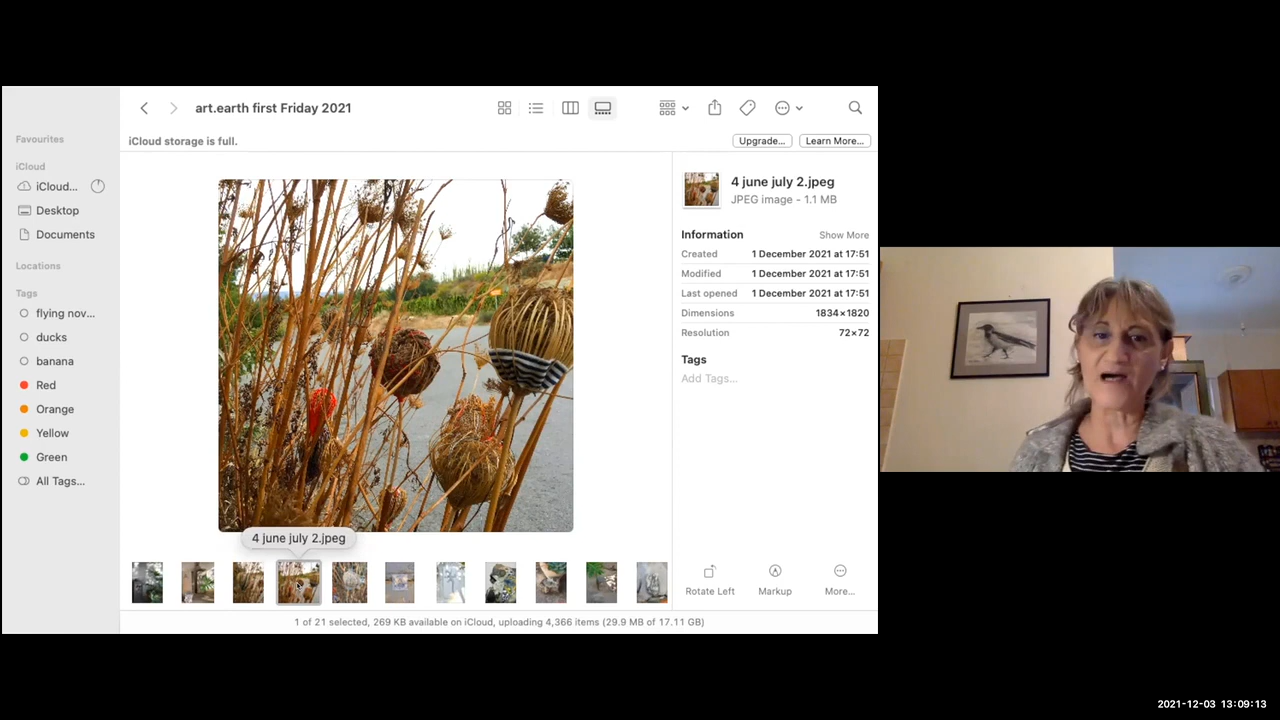 art.earth first Friday 2021
iCloud storage is full.
Upgrade...
Learn More...
Favourites
iCloud
iCloud...
Desktop
Documents
Locations
Tags
flying nov...
ducks
banana
Red
Orange
Yellow
Green
All Tags...
4 june july 2.jpeg
JPEG image - 1.1 MB
Information Show More
Created 1 December 2021 at 17:51
Modified 1 December 2021 at 17:51
Last opened 1 December 2021 at 17:51
Dimensions 1834×1820
Resolution 72×72
Tags
Add Tags...
4 june july 2.jpeg
Rotate Left
Markup
More...
1 of 21 selected, 269 KB available on iCloud, uploading 4,366 items (29.9 MB of 17.11 GB)
2021-12-03 13:09:13